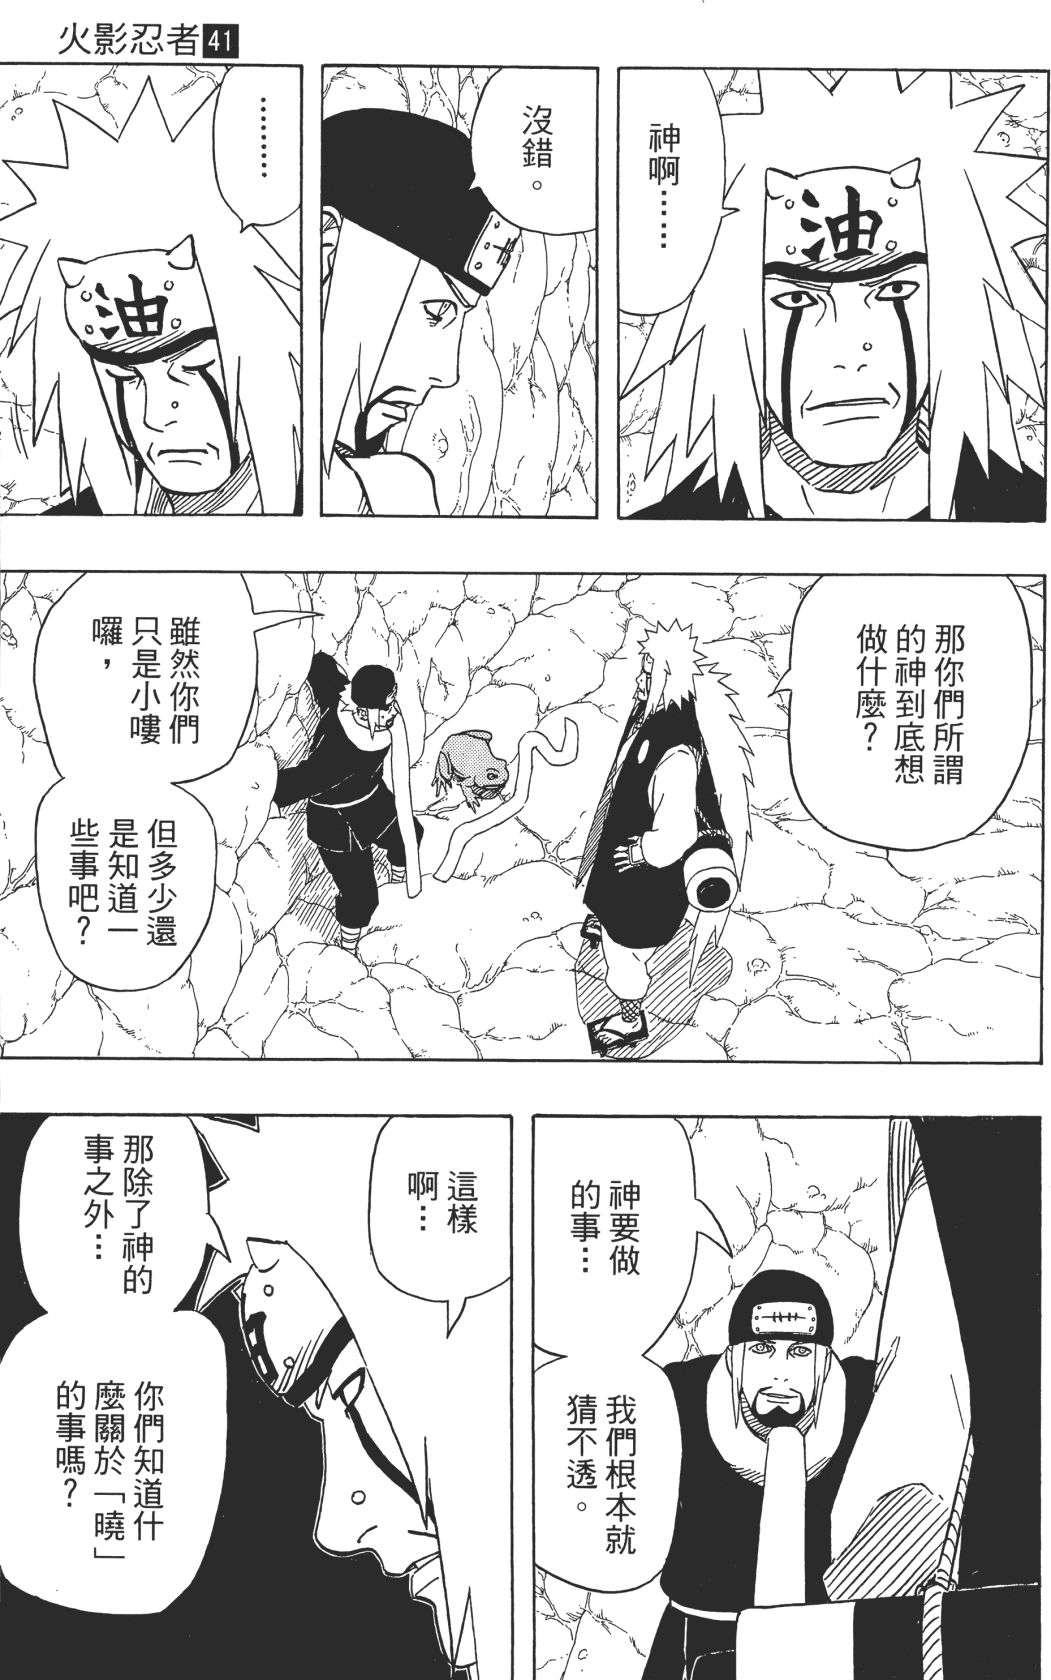 火影忍者41
神啊……
油
沒錯。
………
油
那你們所謂
的神到底想
做什麼？
雖然你們
只是小嘍
囉，
但多少還
是知道一
些事吧？
神要做
的事…
我們根本就
猜不透。
這樣
啊…
那除了神的
事之外…
你們知道什
麼關於「曉」
的事嗎？